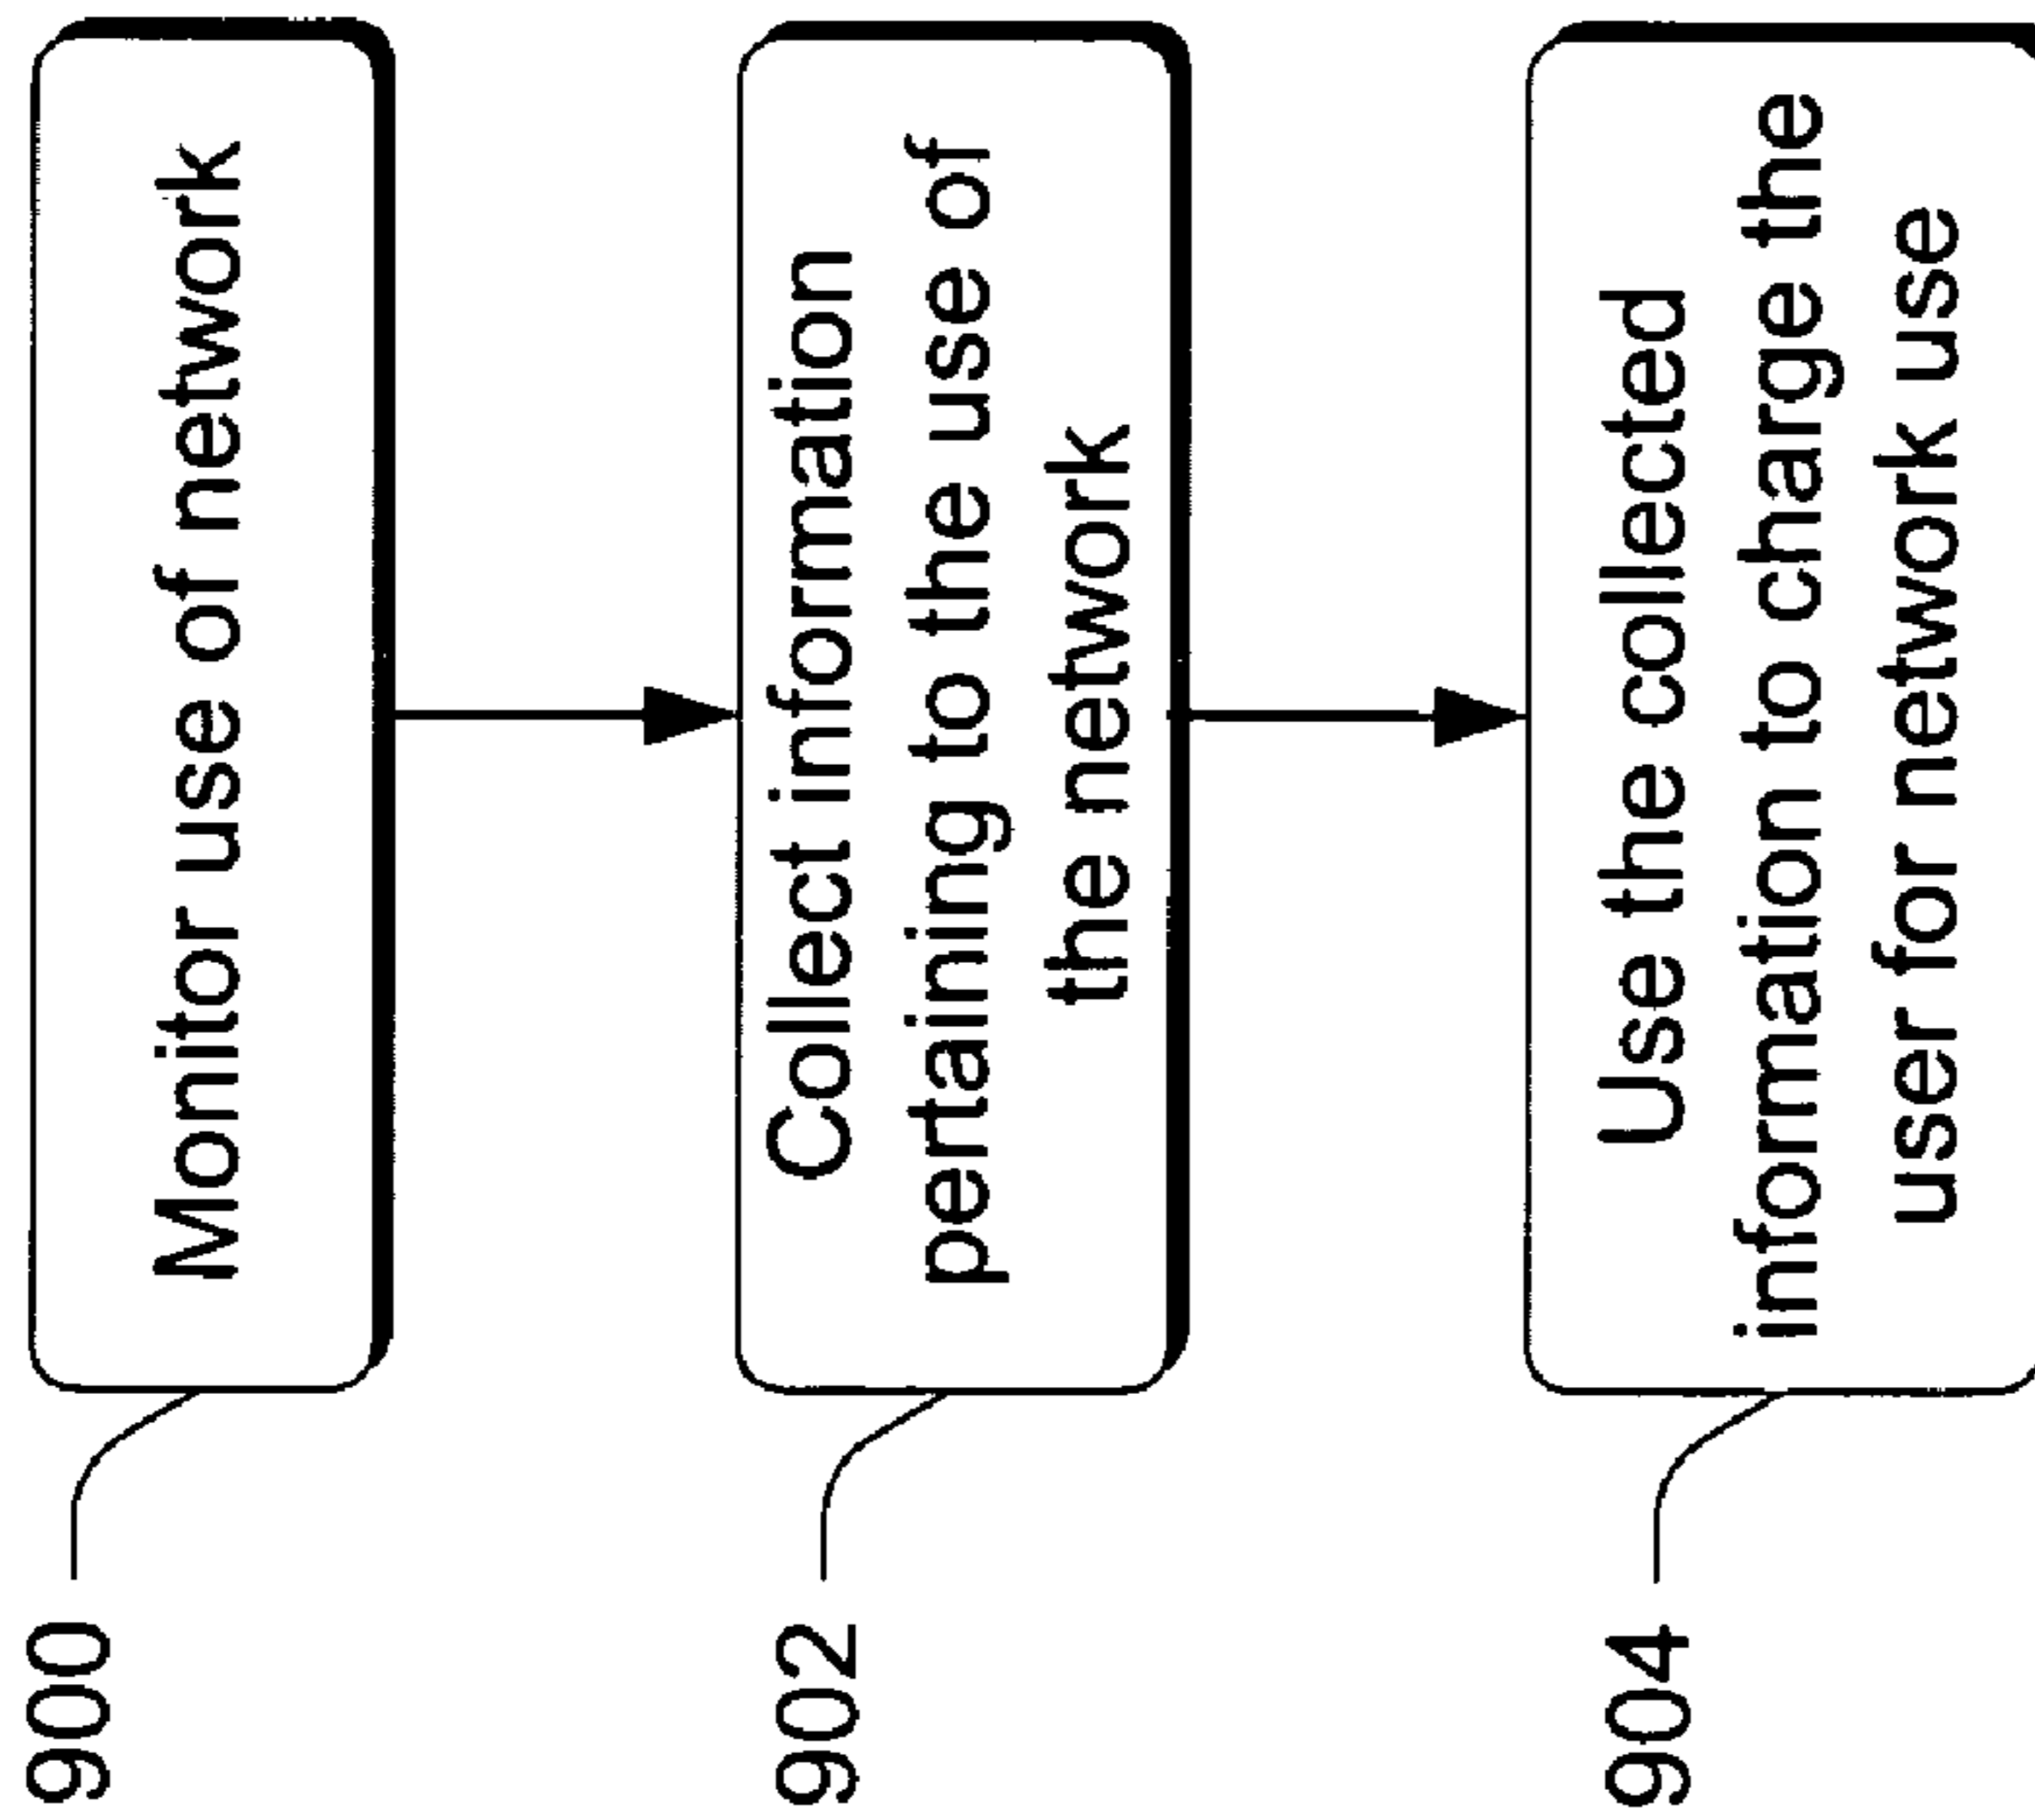 900
Monitor use of network
902
Collect information
pertaining to the use of
the network
904
Use the collected
information to charge the
user for network use